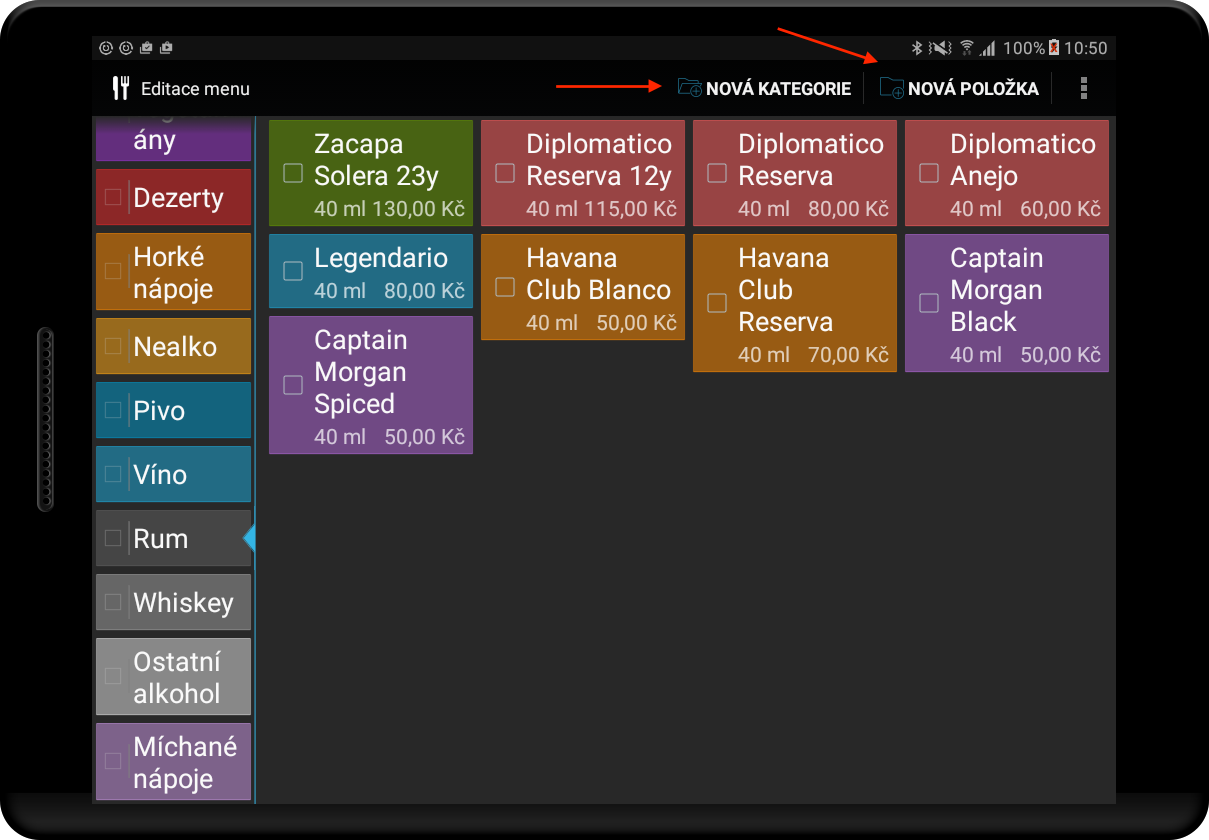 100% 10:50
Editace menu
NOVÁ KATEGORIE
NOVÁ POLOŽKA
ány
Dezerty
Horké
nápoje
Nealko
Pivo
Víno
Rum
Whiskey
Ostatní
alkohol
Míchané
nápoje
Zacapa
Solera 23y
40 ml 130,00 Kč
Diplomatico
Reserva 12y
40 ml 115,00 Kč
Diplomatico
Reserva
40 ml 80,00 Kč
Diplomatico
Anejo
40 ml 60,00 Kč
Legendario
40 ml 80,00 Kč
Havana
Club Blanco
40 ml 50,00 Kč
Havana
Club
Reserva
40 ml 70,00 Kč
Captain
Morgan
Black
40 ml 50,00 Kč
Captain
Morgan
Spiced
40 ml 50,00 Kč